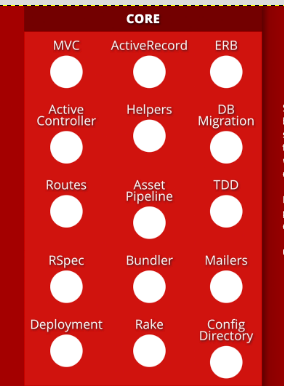 CORE
MVC ActiveRecord ERB
Active
Controller
Helpers
DB
Migration
Routes
Asset
Pipeline
TDD
RSpec Bundler Mailers
Deployment Rake
Config
Directory